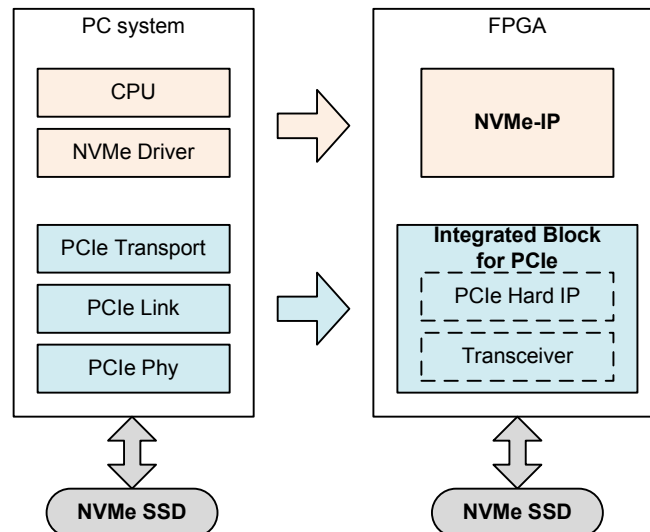 PC system
CPU
NVMe Driver
PCIe Transport
PCIe Link
PCIe Phy
NVMe SSD
FPGA
NVMe-IP
Integrated Block
for PCIe
PCIe Hard IP
Transceiver
NVMe SSD